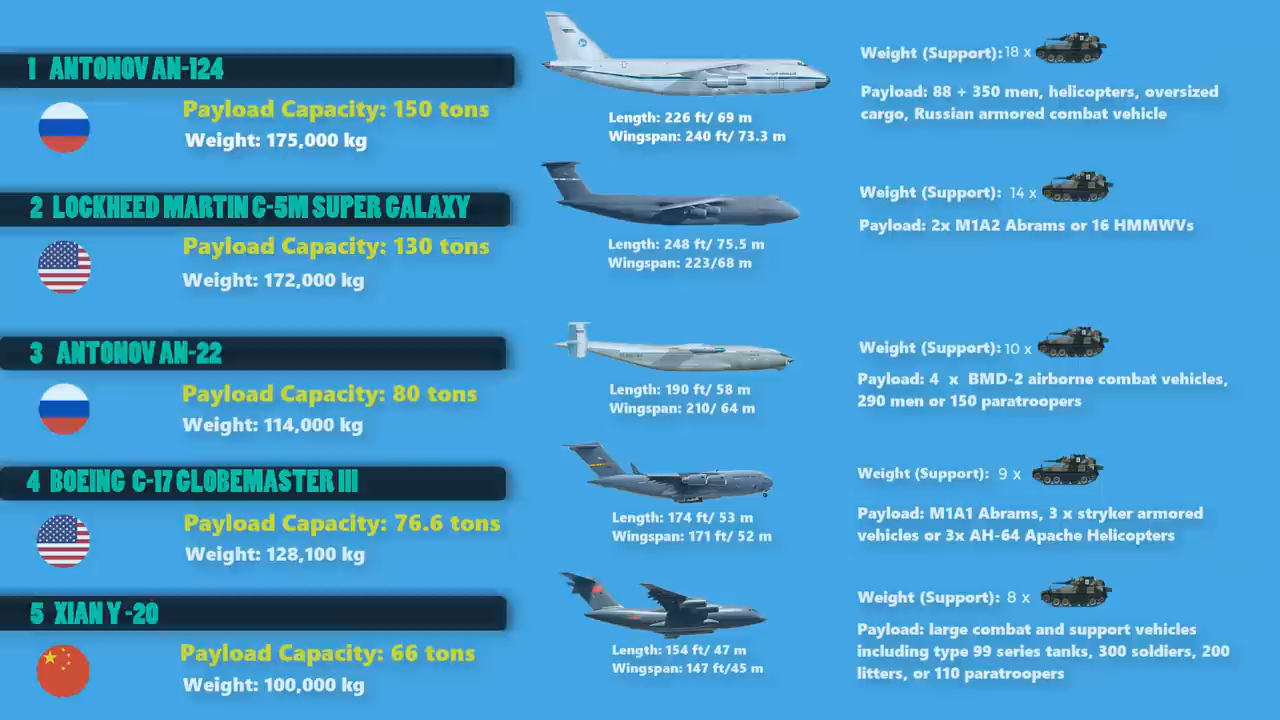 1 ANTONOV AN-124
Payload Capacity: 150 tons
Weight: 175,000 kg
Length: 226 ft/ 69 m
Wingspan: 240 ft/ 73.3 m
Weight (Support): 18 x
Payload: 88 + 350 men, helicopters, oversized
cargo, Russian armored combat vehicle
2 LOCKHEED MARTIN C-5M SUPER GALAXY
Payload Capacity: 130 tons
Weight: 172,000 kg
Length: 248 ft/ 75.5 m
Wingspan: 223/68 m
Weight (Support): 14 x
Payload: 2x M1A2 Abrams or 16 HMMWVs
3 ANTONOV AN-22
Payload Capacity: 80 tons
Weight: 114,000 kg
Length: 190 ft/ 58 m
Wingspan: 210/ 64 m
Weight (Support): 10 x
Payload: 4 x BMD-2 airborne combat vehicles,
290 men or 150 paratroopers
4 BOEING C-17 GLOBEMASTER III
Payload Capacity: 76.6 tons
Weight: 128,100 kg
Length: 174 ft/ 53 m
Wingspan: 171 ft/ 52 m
Weight (Support): 9 x
Payload: M1A1 Abrams, 3 x stryker armored
vehicles or 3x AH-64 Apache Helicopters
5 XIAN Y -20
Payload Capacity: 66 tons
Weight: 100,000 kg
Length: 154 ft/ 47 m
Wingspan: 147 ft/45 m
Weight (Support): 8 x
Payload: large combat and support vehicles
including type 99 series tanks, 300 soldiers, 200
litters, or 110 paratroopers